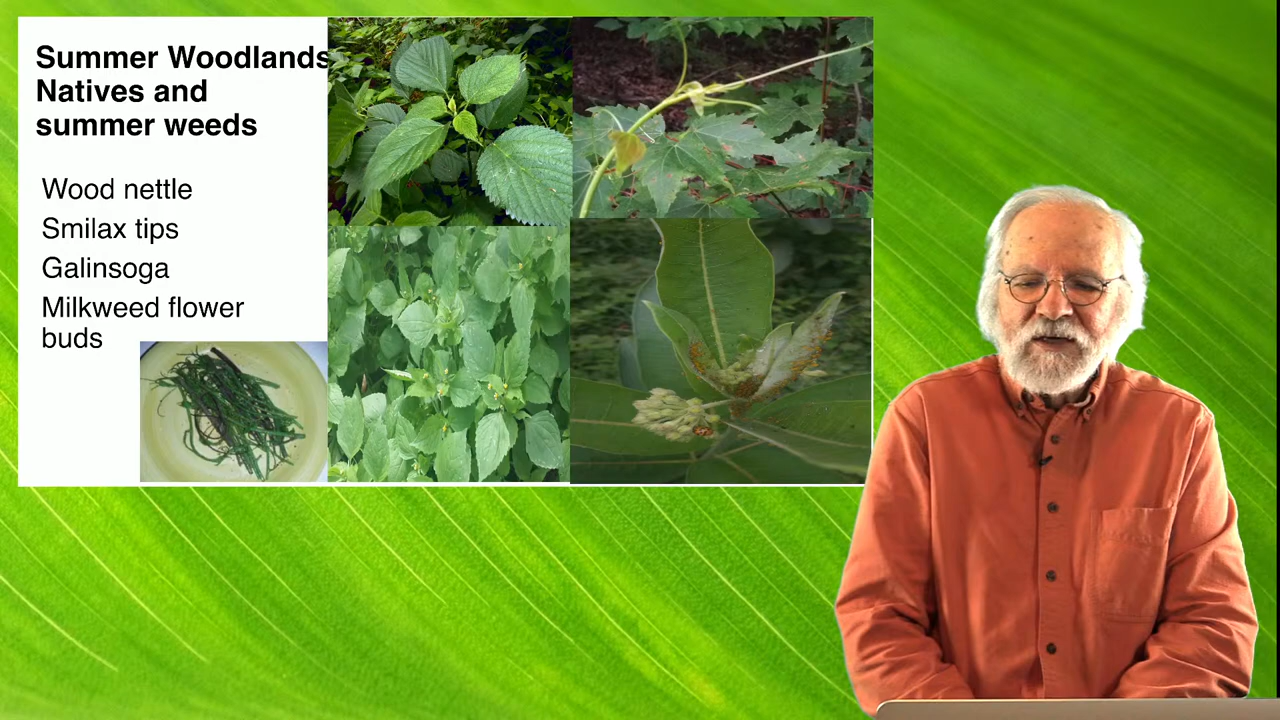 Summer Woodlands
Natives and
summer weeds
Wood nettle
Smilax tips
Galinsoga
Milkweed flower
buds